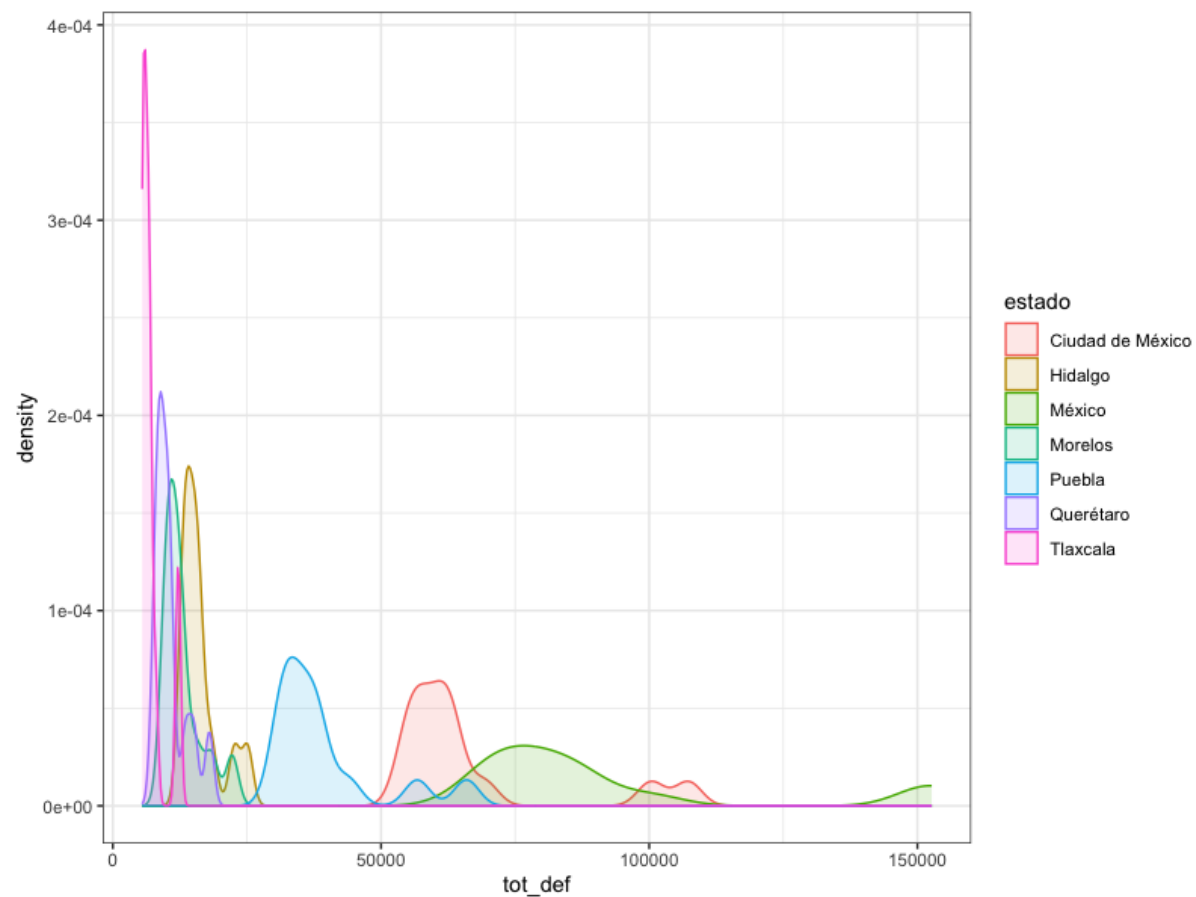 4e-04
3e-04
2e-04
1e-04
0e+00
density
0
50000
100000
150000
tot_def
estado
Ciudad de México
Hidalgo
México
Morelos
Puebla
Querétaro
Tlaxcala